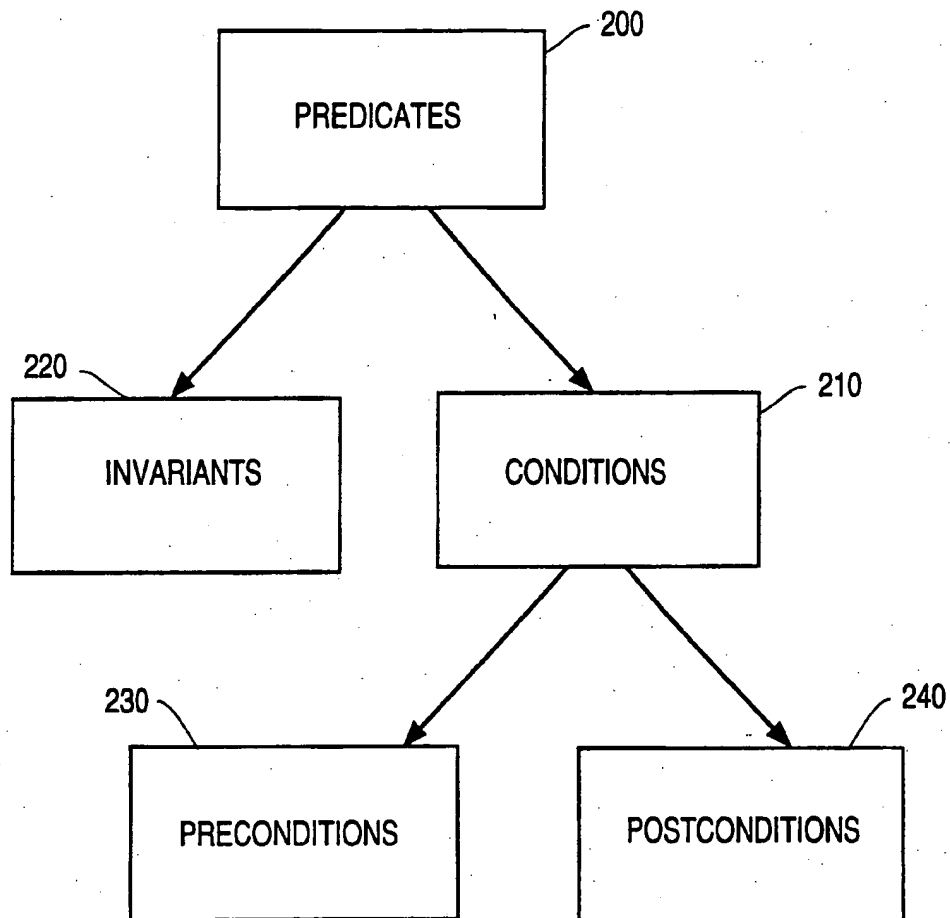 200
PREDICATES
220
210
INVARIANTS
CONDITIONS
230
240
PRECONDITIONS
POSTCONDITIONS